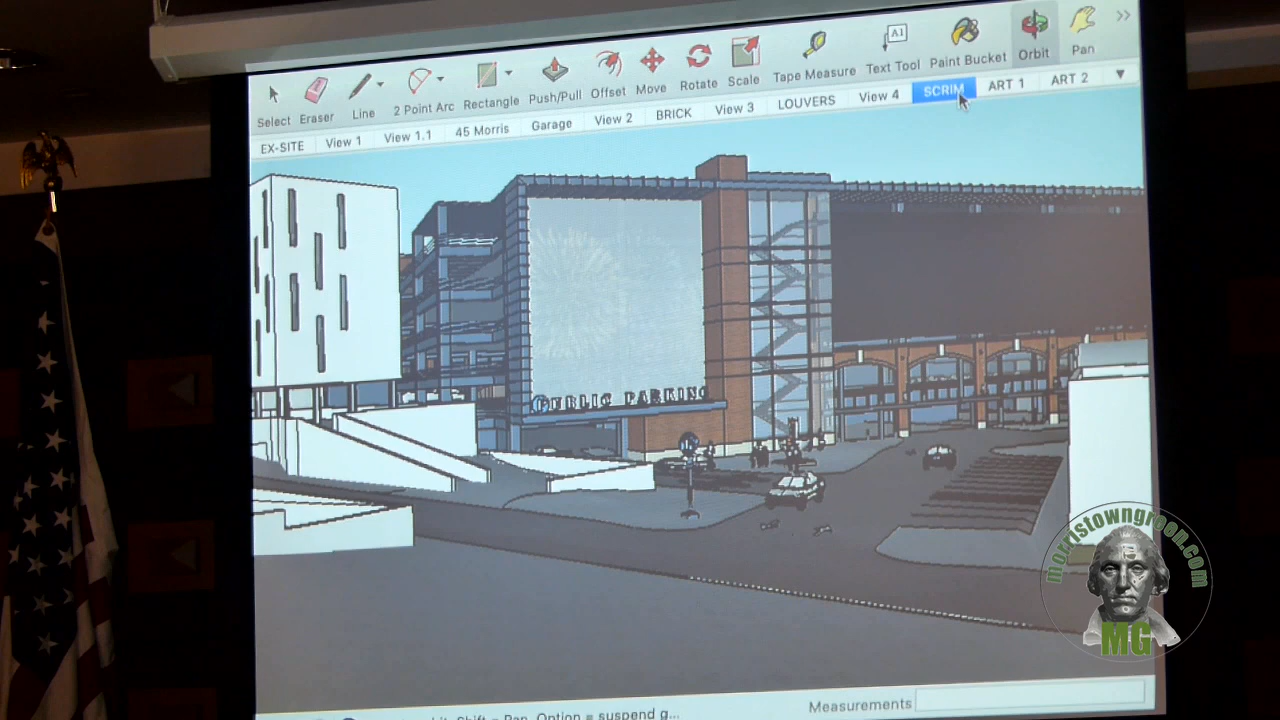 Select
Eraser
Line
2 Point Arc
Rectangle
Push/Pull
Offset
Move
Rotate
Scale
Tape Measure
Text Tool
Paint Bucket
Orbit
Pan
A1
EX-SITE
View 1
View 1.1
45 Morris
Garage
View 2
BRICK
View 3
LOUVERS
View 4
SCRIM
ART 1
ART 2
PUBLIC PARKING
morristowngreen.com
MG
Shift = Pan, Option = suspend g...
Measurements